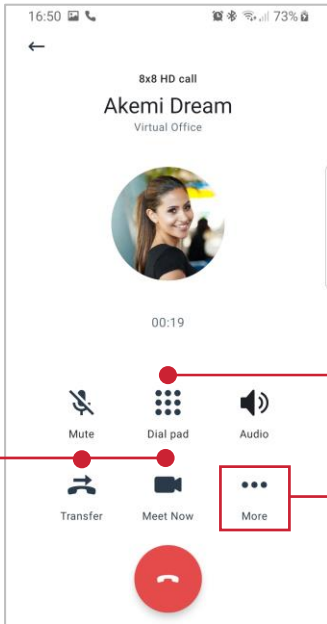 16:50 73%
8x8 HD call
Akemi Dream
Virtual Office
00:19
Mute Dial pad Audio
Transfer Meet Now More